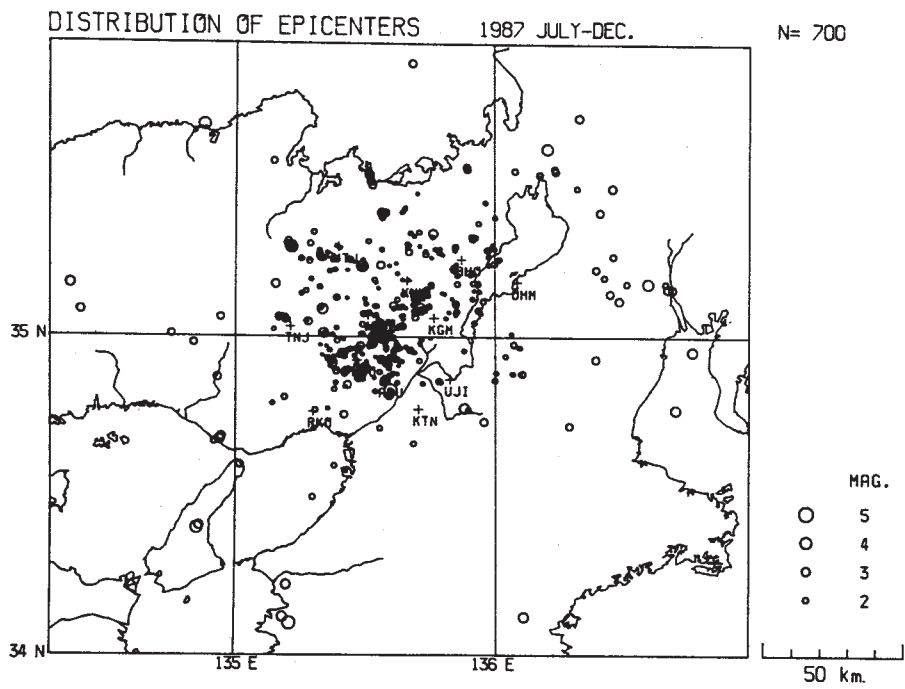 DISTRIBUTION OF EPICENTERS 1987 JULY-DEC. N= 700
OHM
35 N
TNJ
KGM
UJI
RKO
KTN
MAG.
5
4
3
2
34 N
135 E
136 E
50 km.